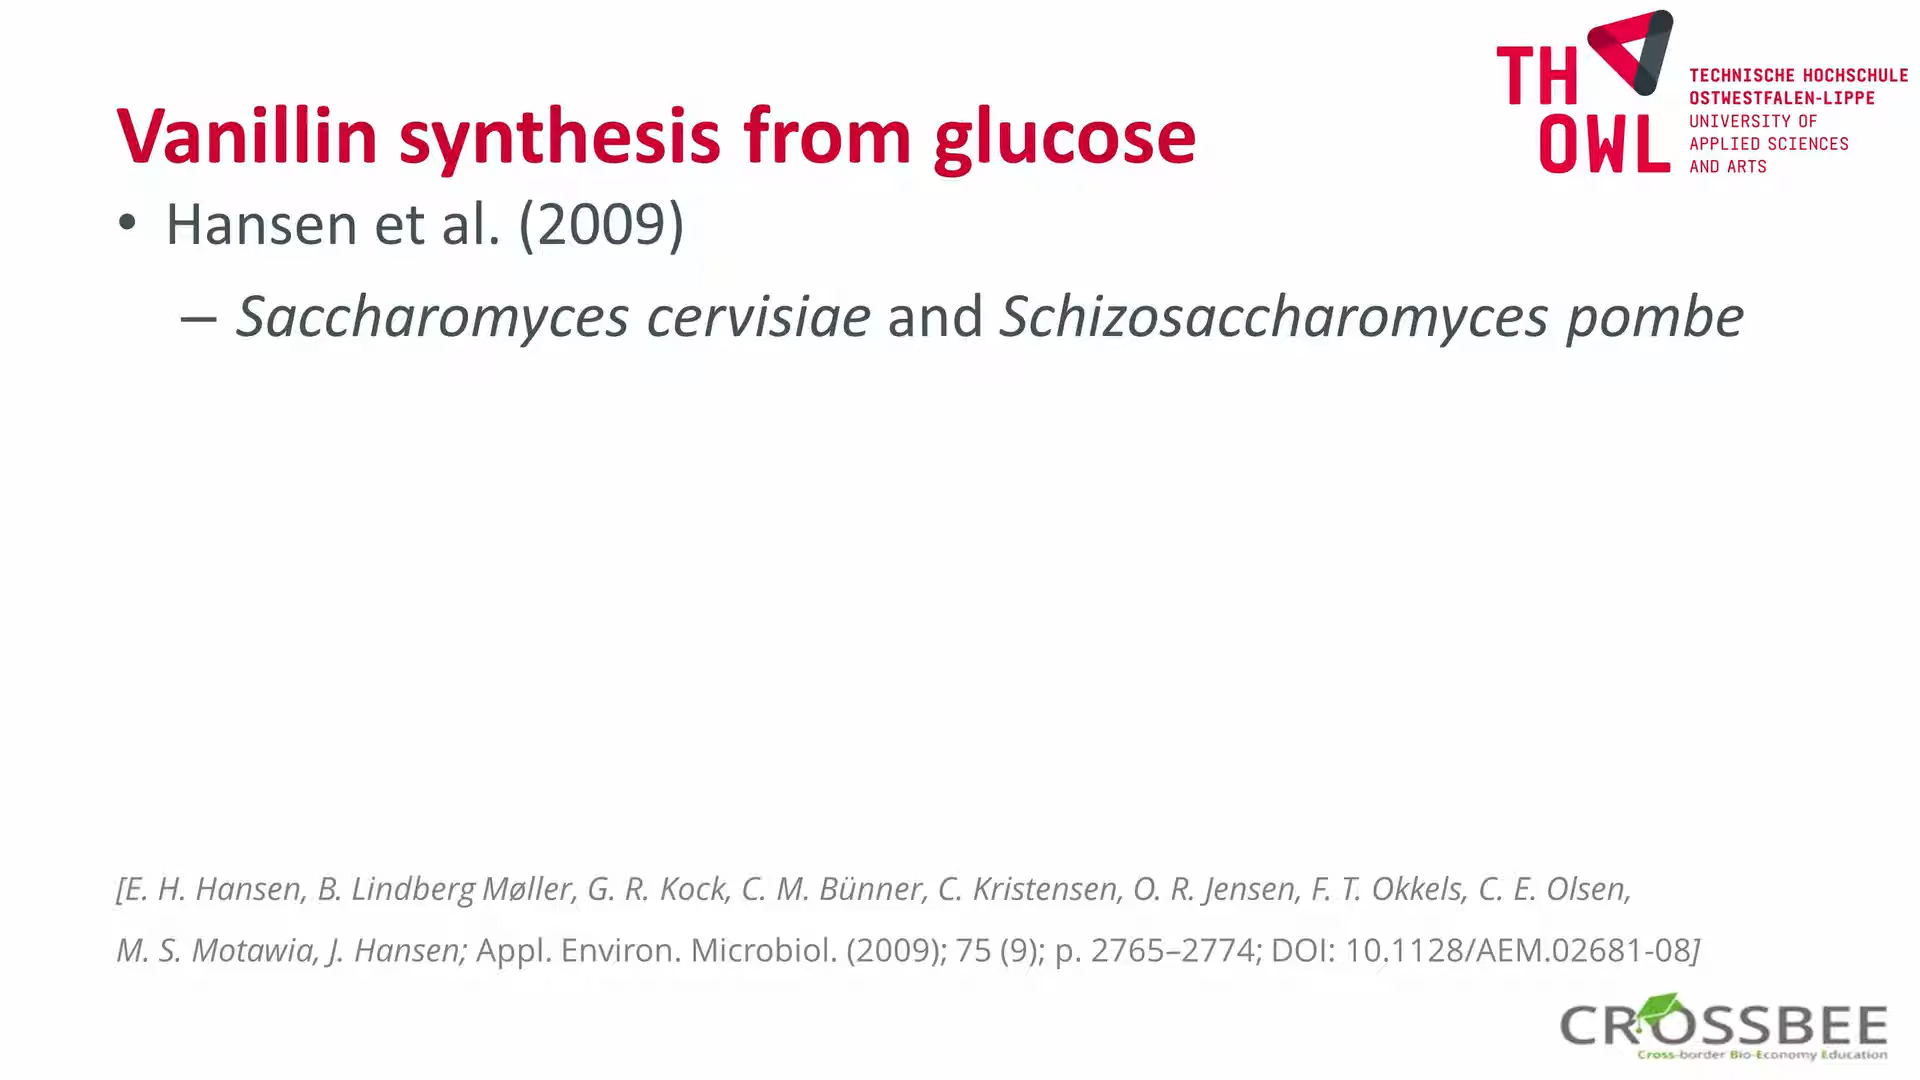 TH OWL
TECHNISCHE HOCHSCHULE
OSTWESTFALEN-LIPPE
UNIVERSITY OF
APPLIED SCIENCES
AND ARTS
Vanillin synthesis from glucose
• Hansen et al. (2009)
– Saccharomyces cervisiae and Schizosaccharomyces pombe
[E. H. Hansen, B. Lindberg Møller, G. R. Kock, C. M. Bünner, C. Kristensen, O. R. Jensen, F. T. Okkels, C. E. Olsen,
M. S. Motawia, J. Hansen; Appl. Environ. Microbiol. (2009); 75 (9); p. 2765–2774; DOI: 10.1128/AEM.02681-08]
CROSSBEE
Cross-border Bio-Economy Education